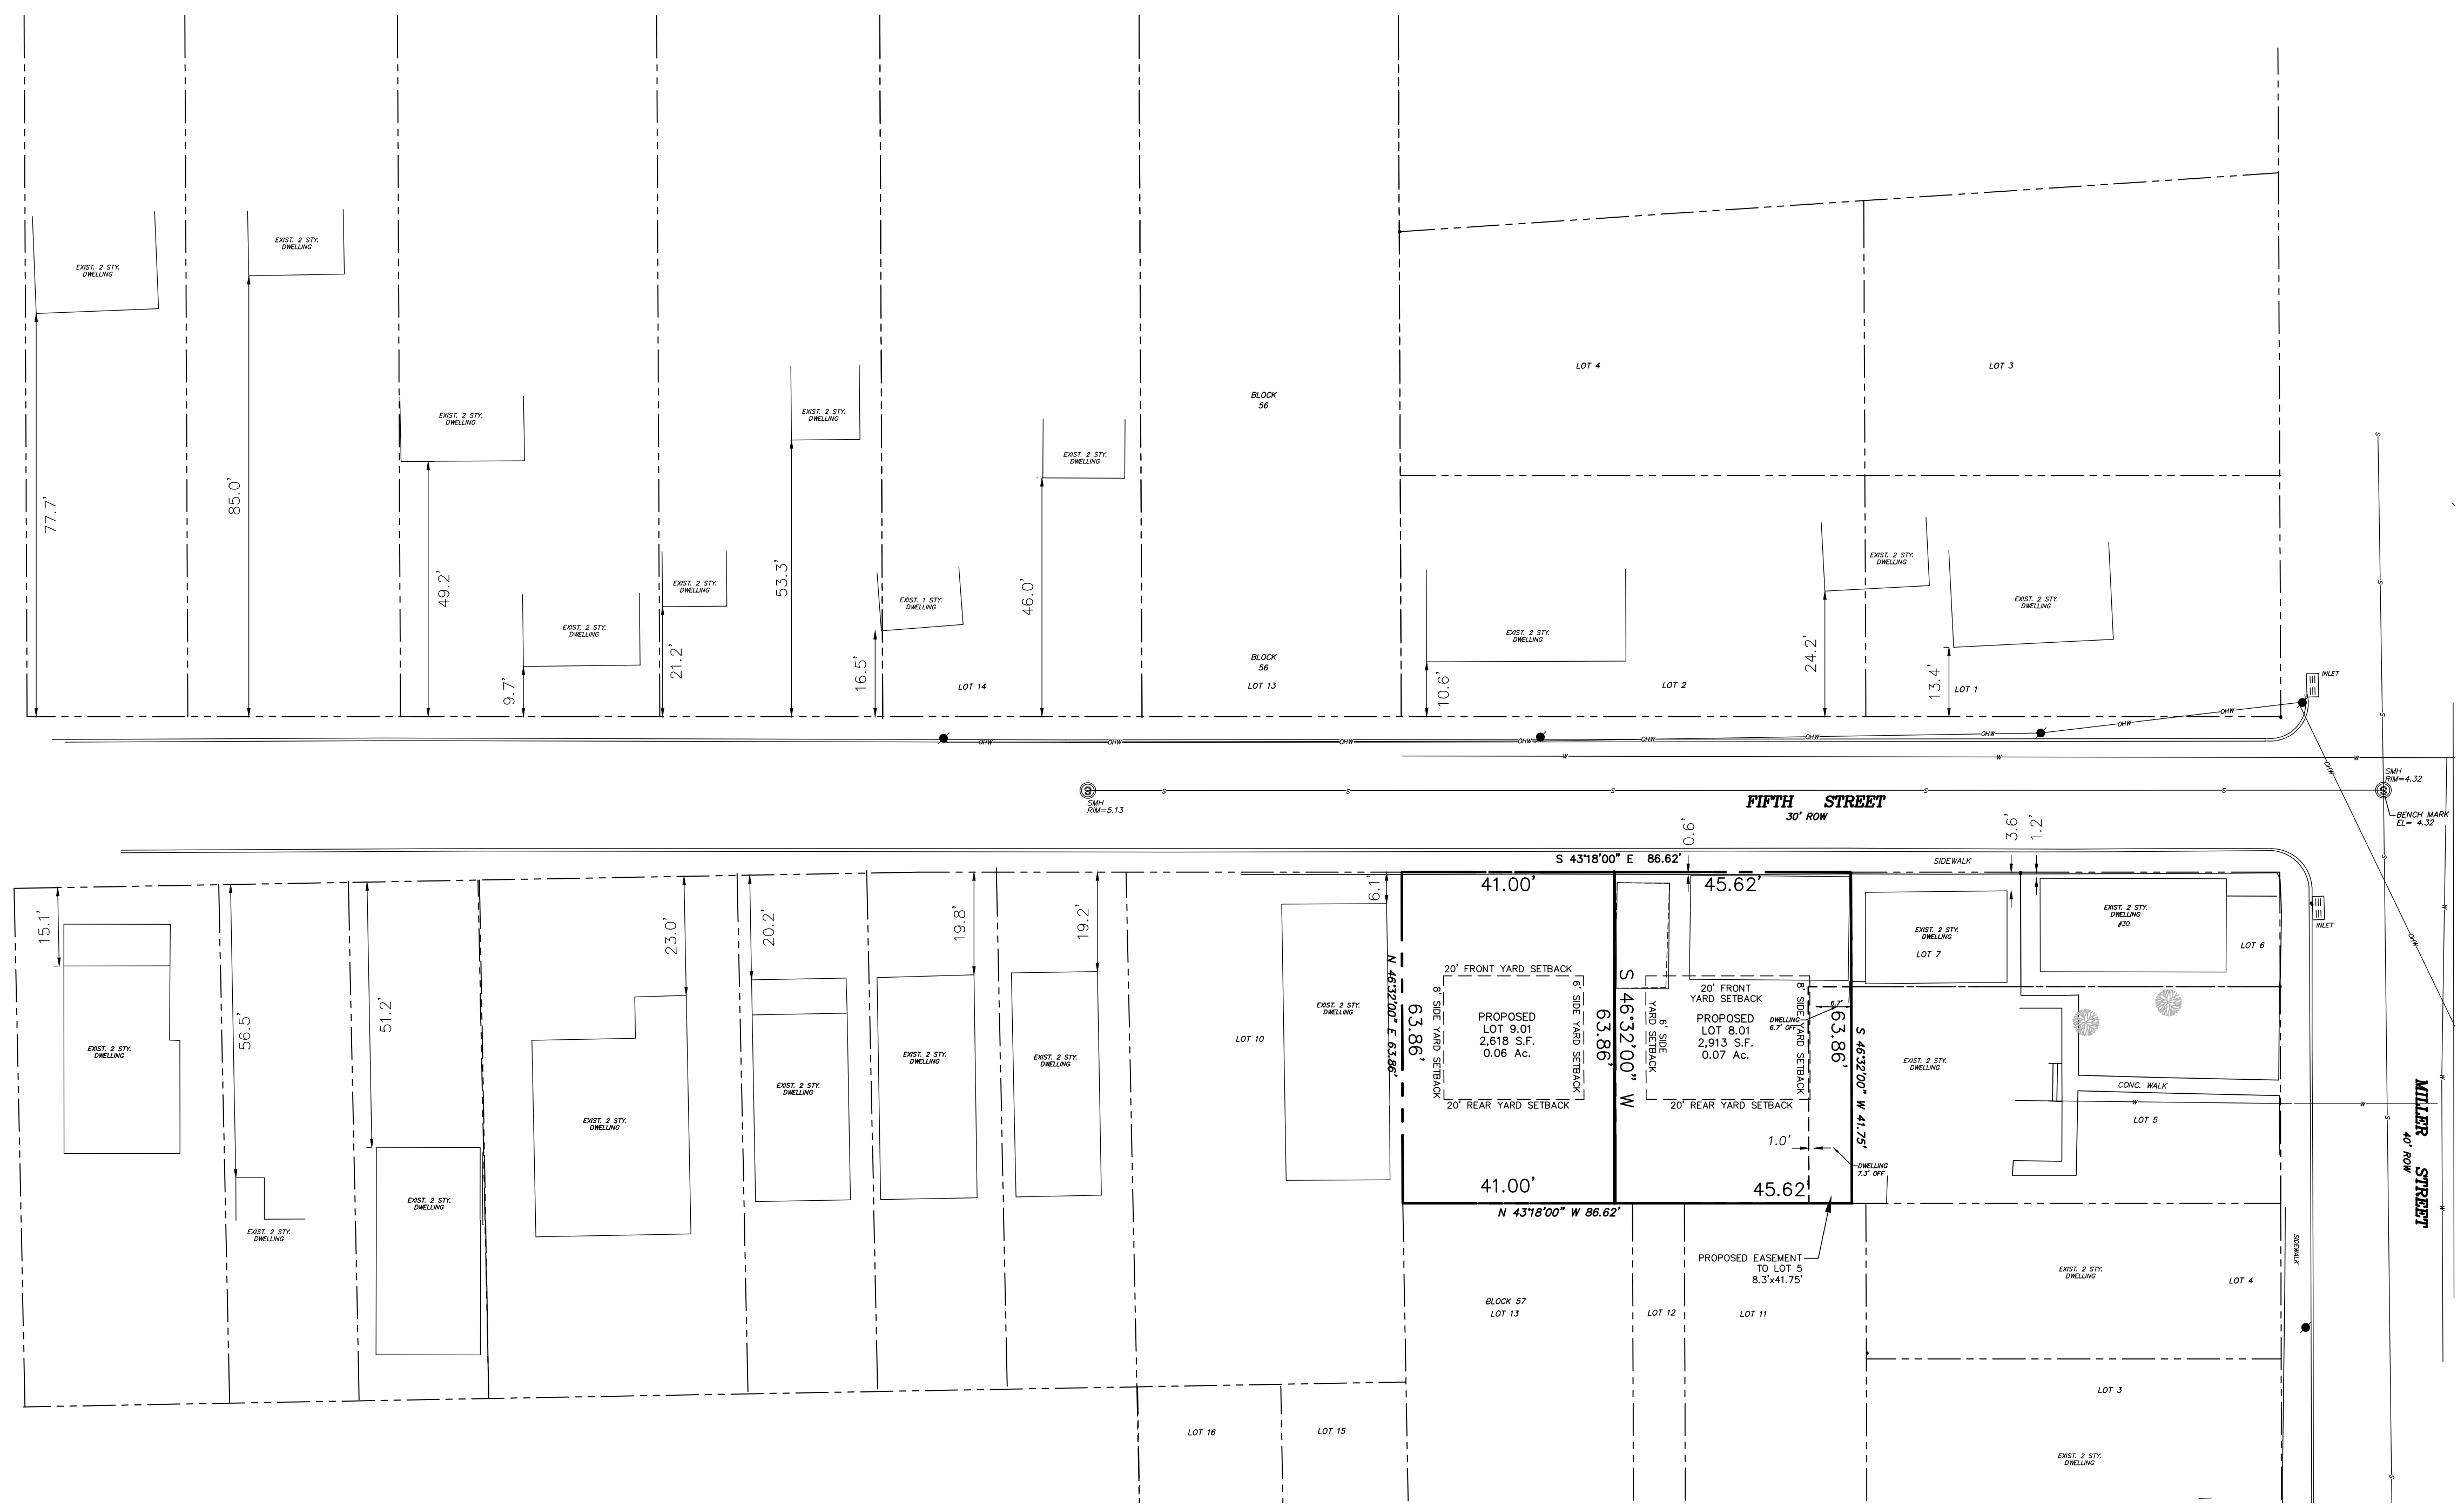 EXIST. 2 STY.
DWELLING
EXIST. 2 STY.
DWELLING
77.7'
85.0'
EXIST. 2 STY.
DWELLING
49.2'
EXIST. 2 STY.
DWELLING
9.7'
EXIST. 2 STY.
DWELLING
21.2'
EXIST. 2 STY.
DWELLING
53.3'
EXIST. 1 STY.
DWELLING
16.5'
LOT 14
EXIST. 2 STY.
DWELLING
46.0'
BLOCK
56
BLOCK
56
LOT 13
LOT 4
LOT 3
EXIST. 2 STY.
DWELLING
10.6'
LOT 2
EXIST. 2 STY.
DWELLING
24.2'
EXIST. 2 STY.
DWELLING
13.4'
LOT 1
INLET
OHW
OHW
OHW
OHW
OHW
OHW
OHW
OHW
OHW
OHW
OHW
W
W
W
S
SMH
RIM=5.13
S
S
S
S
S
FIFTH STREET
30' ROW
S
SMH
RIM=4.32
BENCH MARK
EL= 4.32
S
S
S
S
S
S
W
W
W
0.6'
3.6'
1.2'
S 43°18'00" E 86.62'
SIDEWALK
15.1'
EXIST. 2 STY.
DWELLING
56.5'
EXIST. 2 STY.
DWELLING
51.2'
EXIST. 2 STY.
DWELLING
23.0'
EXIST. 2 STY.
DWELLING
20.2'
EXIST. 2 STY.
DWELLING
19.8'
EXIST. 2 STY.
DWELLING
19.2'
EXIST. 2 STY.
DWELLING
LOT 10
6.1'
EXIST. 2 STY.
DWELLING
41.00'
45.62'
N 46°32'00" E 63.86'
63.86'
20' FRONT YARD SETBACK
8' SIDE YARD SETBACK
PROPOSED
LOT 9.01
2,618 S.F.
0.06 Ac.
6' SIDE YARD SETBACK
20' REAR YARD SETBACK
63.86'
S 46°32'00" W
20' FRONT
YARD SETBACK
6' SIDE
YARD SETBACK
PROPOSED
LOT 8.01
2,913 S.F.
0.07 Ac.
8' SIDE YARD SETBACK
20' REAR YARD SETBACK
6.7'
DWELLING
6.7' OFF
63.86'
S 46°32'00" W 41.75'
1.0'
DWELLING
7.3' OFF
41.00'
45.62'
N 43°18'00" W 86.62'
EXIST. 2 STY.
DWELLING
LOT 7
EXIST. 2 STY.
DWELLING
#30
LOT 6
INLET
EXIST. 2 STY.
DWELLING
CONC. WALK
W
W
LOT 5
MILLER STREET
40' ROW
PROPOSED EASEMENT
TO LOT 5
8.3'x41.75'
BLOCK 57
LOT 13
LOT 12
LOT 11
EXIST. 2 STY.
DWELLING
LOT 4
SIDEWALK
LOT 3
LOT 16
LOT 15
EXIST. 2 STY.
DWELLING
S